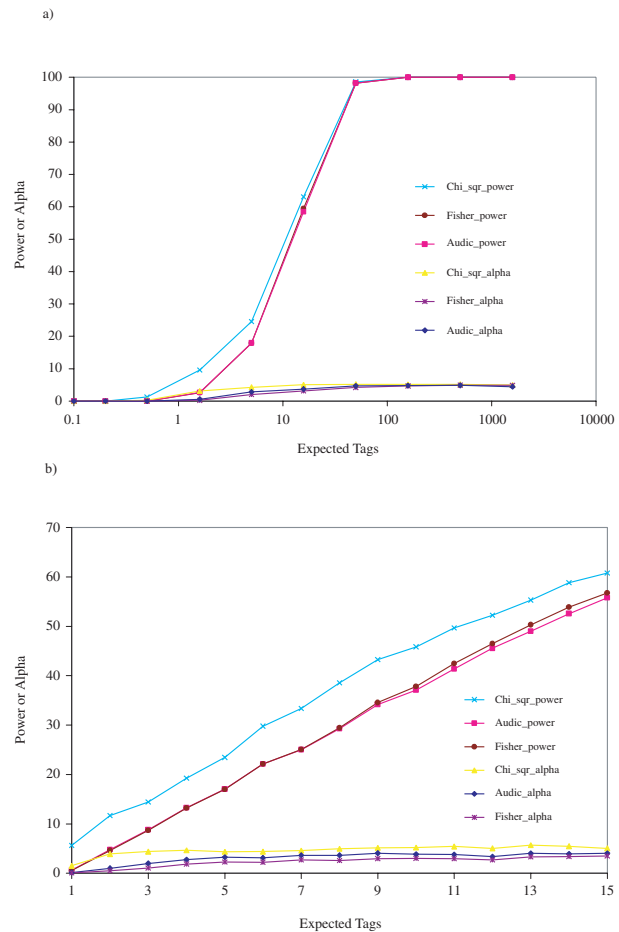 a)
100
90
80
70
60
50
40
30
20
10
0
Power or Alpha
0.1 1 10 100 1000 10000
Expected Tags
Chi_sqr_power
Fisher_power
Audic_power
Chi_sqr_alpha
Fisher_alpha
Audic_alpha
b)
70
60
50
40
30
20
10
0
Power or Alpha
1 3 5 7 9 11 13 15
Expected Tags
Chi_sqr_power
Audic_power
Fisher_power
Chi_sqr_alpha
Audic_alpha
Fisher_alpha